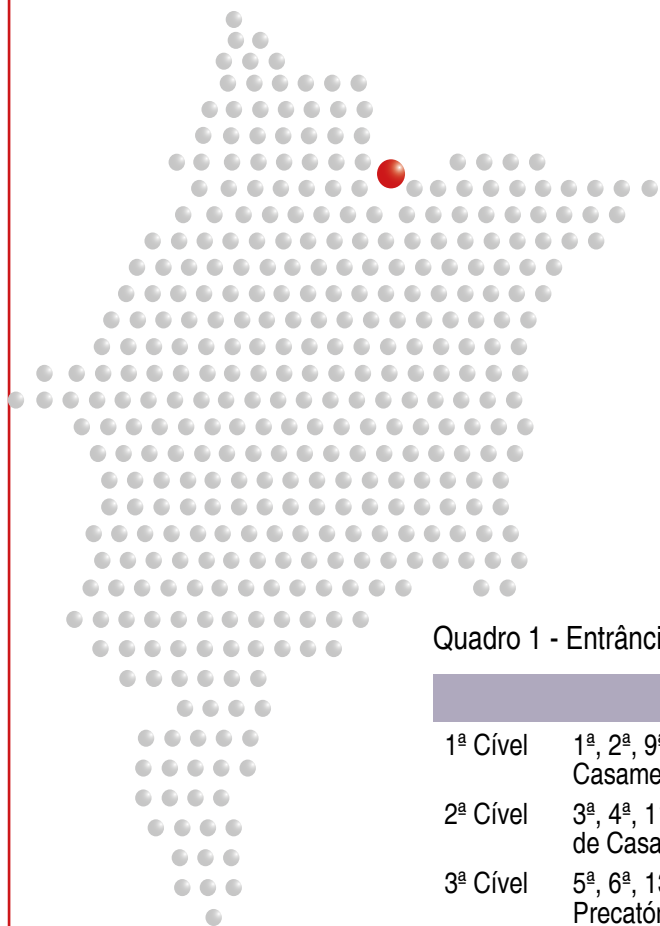 Quadro 1 - Entrânci
1ª Cível 1ª, 2ª, 9ª
Casame
2ª Cível 3ª, 4ª, 1
de Casa
3ª Cível 5ª, 6ª, 13
Precatór